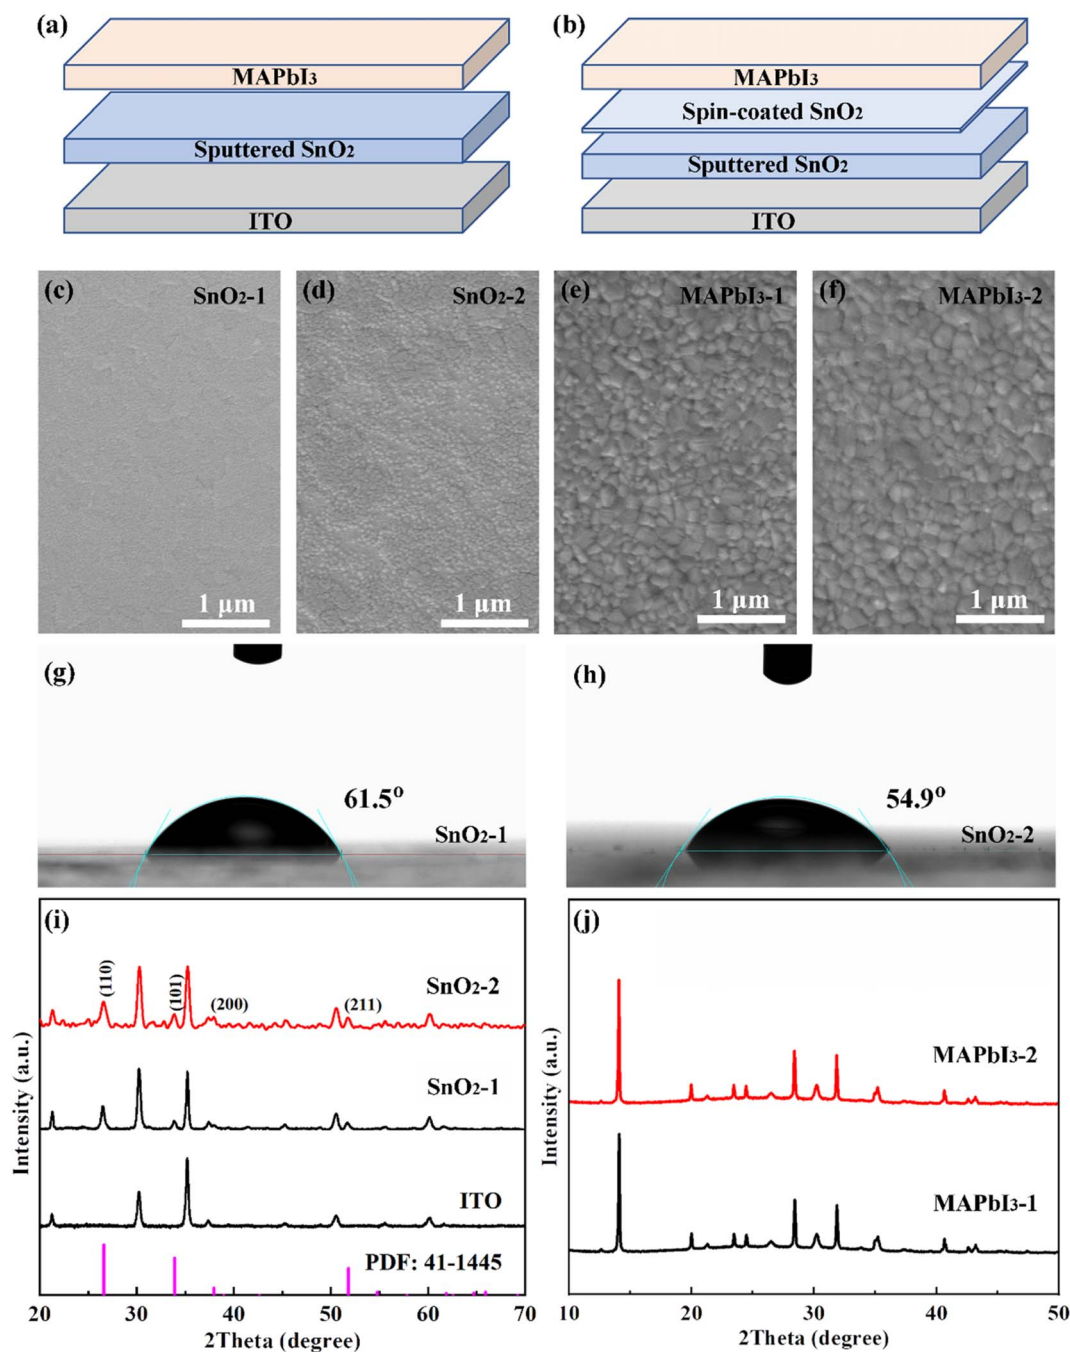 (a)
MAPbI3
Sputtered SnO2
ITO
(b)
MAPbI3
Spin-coated SnO2
Sputtered SnO2
ITO
(c)
SnO2-1
1 μm
(d)
SnO2-2
1 μm
(e)
MAPbI3-1
1 μm
(f)
MAPbI3-2
1 μm
(g)
61.5°
SnO2-1
(h)
54.9°
SnO2-2
(i)
(110)
(101)
(200)
(211)
SnO2-2
SnO2-1
ITO
PDF: 41-1445
Intensity (a.u.)
20 30 40 50 60 70
2Theta (degree)
(j)
MAPbI3-2
MAPbI3-1
Intensity (a.u.)
10 20 30 40 50
2Theta (degree)